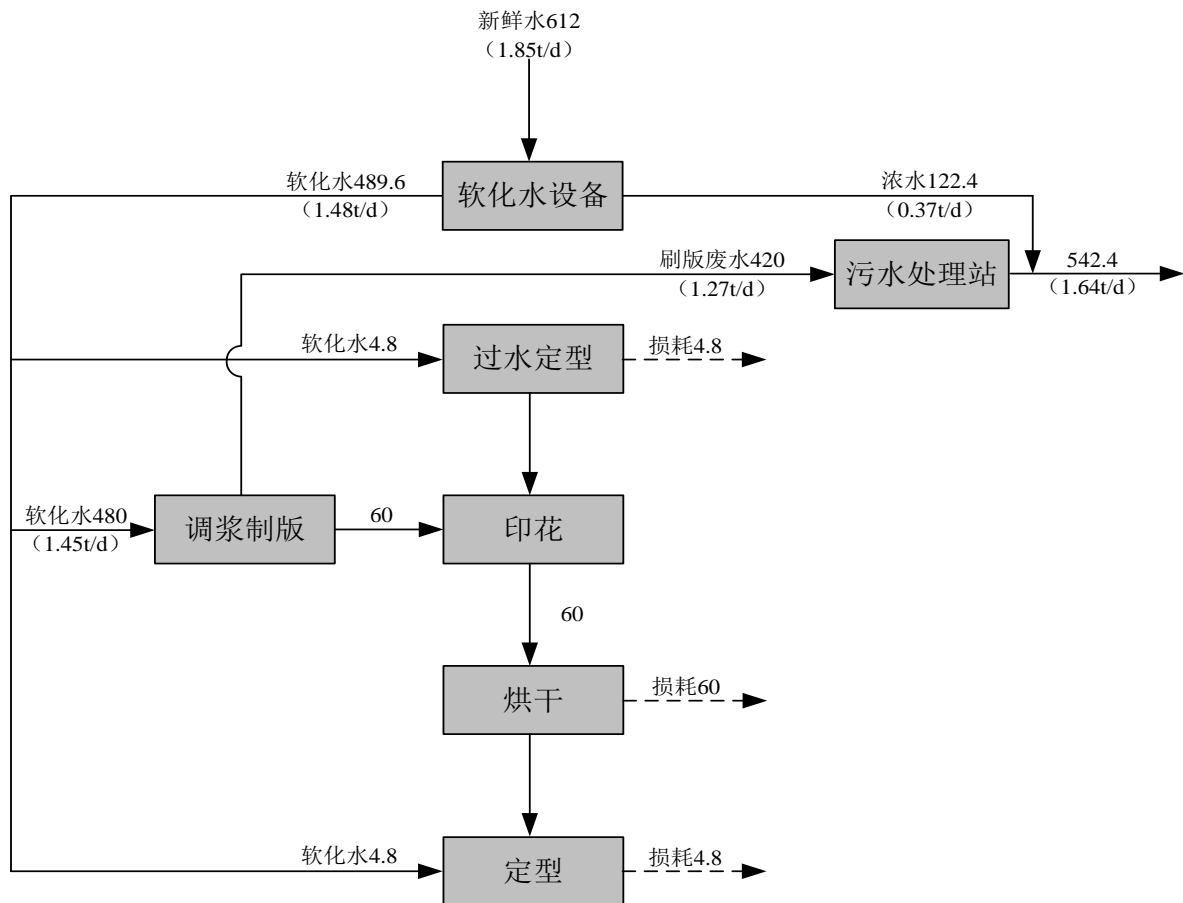 新鲜水612
（1.85t/d）
软化水489.6
（1.48t/d）
软化水设备
浓水122.4
（0.37t/d）
刷版废水420
（1.27t/d）
污水处理站
542.4
（1.64t/d）
软化水4.8
过水定型
损耗4.8
软化水480
（1.45t/d）
调浆制版
60
印花
60
烘干
损耗60
软化水4.8
定型
损耗4.8